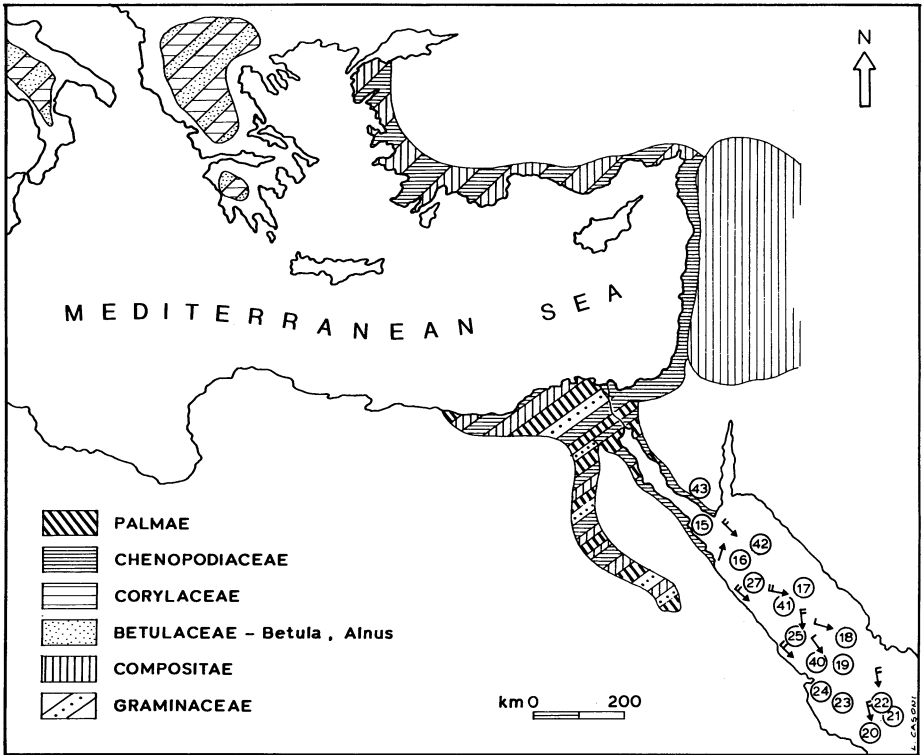 N
MEDITERRANEAN SEA
PALMAE
CHENOPODIACEAE
CORYLACEAE
BETULACEAE – Betula, Alnus
COMPOSITAE
GRAMINACEAE
km 0 200
43
15
42
16
27
17
41
25
18
40
19
24
23
22
21
20
L. CASONI